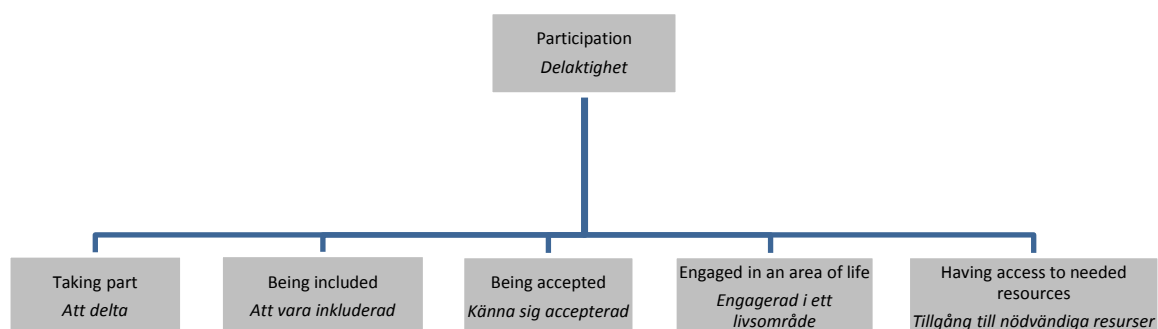 Participation
Delaktighet
Taking part
Att delta
Being included
Att vara inkluderad
Being accepted
Känna sig accepterad
Engaged in an area of life
Engagerad i ett
livsområde
Having access to needed
resources
Tillgång till nödvändiga resurser